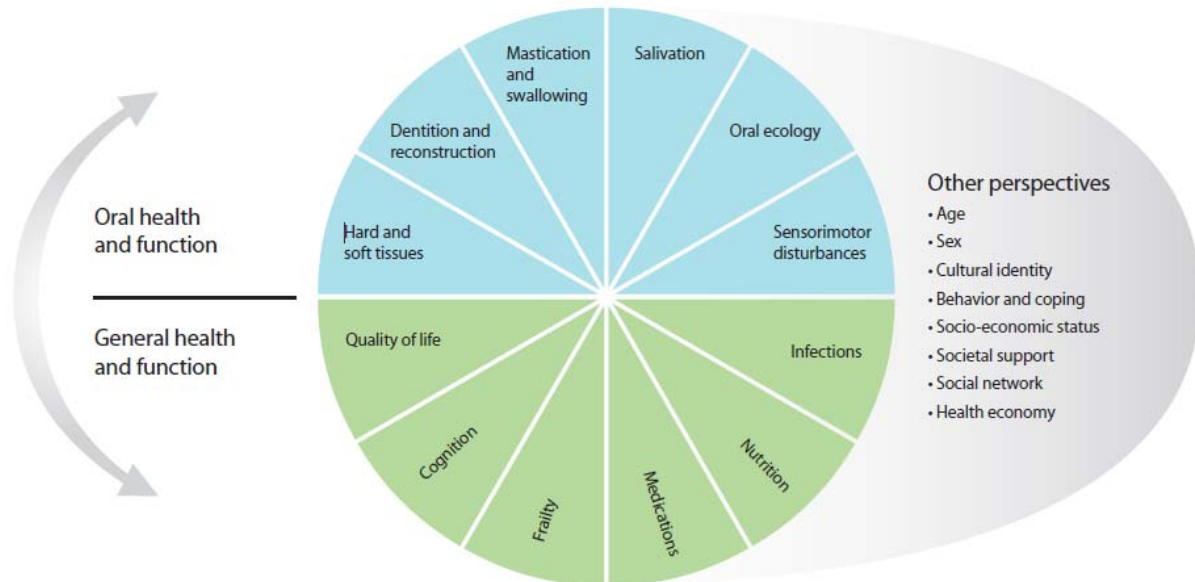 Mastication
and
swallowing
Salivation
Dentition and
reconstruction
Oral ecology
Hard and
soft tissues
Sensorimotor
disturbances
Oral health
and function
General health
and function
Quality of life
Infections
Cognition
Nutrition
Frailty
Medications
Other perspectives
• Age
• Sex
• Cultural identity
• Behavior and coping
• Socio-economic status
• Societal support
• Social network
• Health economy